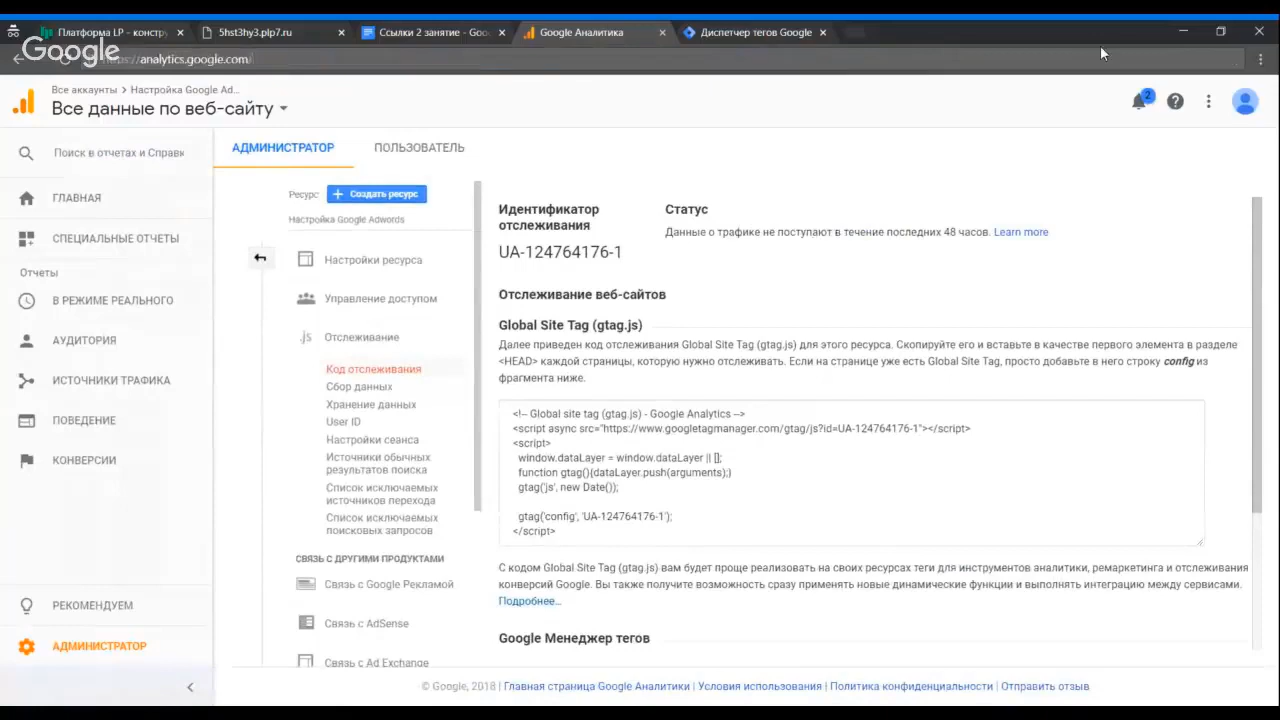 Платформа LP - констру
5hst3hy3.plp7.ru
Ссылки 2 занятие - Goo
Google Аналитика
Диспетчер тегов Google
Google
https://analytics.google.com/
Все аккаунты > Настройка Google Ad...
Все данные по веб-сайту
2
Поиск в отчетах и Справк
ГЛАВНАЯ
СПЕЦИАЛЬНЫЕ ОТЧЕТЫ
Отчеты
В РЕЖИМЕ РЕАЛЬНОГО
АУДИТОРИЯ
ИСТОЧНИКИ ТРАФИКА
ПОВЕДЕНИЕ
КОНВЕРСИИ
РЕКОМЕНДУЕМ
АДМИНИСТРАТОР
АДМИНИСТРАТОР
ПОЛЬЗОВАТЕЛЬ
Ресурс
+ Создать ресурс
Настройка Google Adwords
Настройки ресурса
Управление доступом
.js Отслеживание
Код отслеживания
Сбор данных
Хранение данных
User ID
Настройки сеанса
Источники обычных
результатов поиска
Список исключаемых
источников перехода
Список исключаемых
поисковых запросов
СВЯЗЬ С ДРУГИМИ ПРОДУКТАМИ
Связь с Google Рекламой
Связь с AdSense
Связь с Ad Exchange
Идентификатор
отслеживания
UA-124764176-1
Статус
Данные о трафике не поступают в течение последних 48 часов. Learn more
Отслеживание веб-сайтов
Global Site Tag (gtag.js)
Далее приведен код отслеживания Global Site Tag (gtag.js) для этого ресурса. Скопируйте его и вставьте в качестве первого элемента в разделе
<HEAD> каждой страницы, которую нужно отслеживать. Если на странице уже есть Global Site Tag, просто добавьте в него строку config из
фрагмента ниже.
<!-- Global site tag (gtag.js) - Google Analytics -->
<script async src="https://www.googletagmanager.com/gtag/js?id=UA-124764176-1"></script>
<script>
window.dataLayer = window.dataLayer || [];
function gtag(){dataLayer.push(arguments);}
gtag('js', new Date());
gtag('config', 'UA-124764176-1');
</script>
С кодом Global Site Tag (gtag.js) вам будет проще реализовать на своих ресурсах теги для инструментов аналитики, ремаркетинга и отслеживания
конверсий Google. Вы также получите возможность сразу применять новые динамические функции и выполнять интеграцию между сервисами.
Подробнее…
Google Менеджер тегов
© Google, 2018 | Главная страница Google Аналитики | Условия использования | Политика конфиденциальности | Отправить отзыв